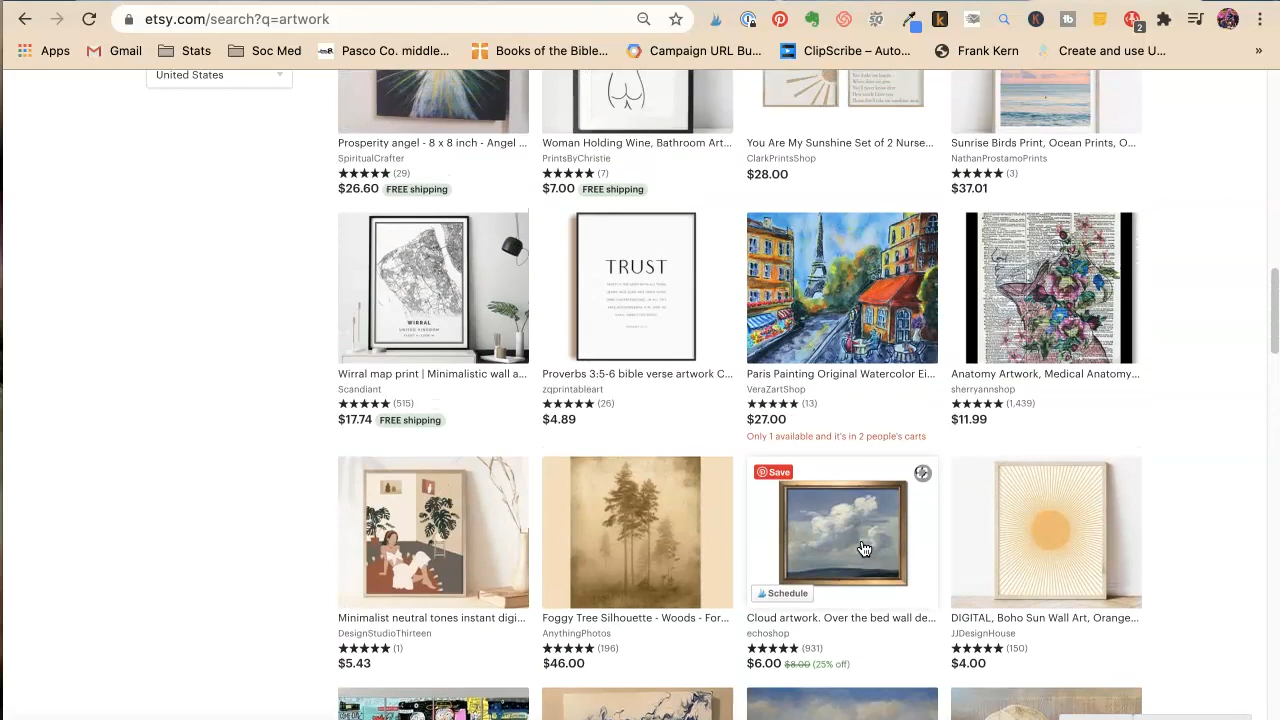 etsy.com/search?q=artwork
2
Apps
Gmail
Stats
Soc Med
Pasco Co. middle...
Books of the Bible...
Campaign URL Bu...
ClipScribe – Auto...
Frank Kern
Create and use U...
»
United States
Prosperity angel - 8 x 8 inch - Angel ...
SpiritualCrafter
★★★★★ (29)
$26.60 FREE shipping
Woman Holding Wine, Bathroom Art...
PrintsByChristie
★★★★★ (7)
$7.00 FREE shipping
You Are My Sunshine Set of 2 Nurse...
ClarkPrintsShop
$28.00
Sunrise Birds Print, Ocean Prints, O...
NathanProstamoPrints
★★★★★ (3)
$37.01
WIRRAL
UNITED KINGDOM
Wirral map print | Minimalistic wall a...
Scandiant
★★★★★ (515)
$17.74 FREE shipping
TRUST
Proverbs 3:5-6 bible verse artwork C...
zqprintableart
★★★★★ (26)
$4.89
Paris Painting Original Watercolor Ei...
VeraZartShop
★★★★★ (13)
$27.00
Only 1 available and it's in 2 people's carts
Anatomy Artwork, Medical Anatomy...
sherryannshop
★★★★★ (1,439)
$11.99
Minimalist neutral tones instant digi...
DesignStudioThirteen
★★★★★ (1)
$5.43
Foggy Tree Silhouette - Woods - For...
AnythingPhotos
★★★★★ (196)
$46.00
Save
Schedule
Cloud artwork. Over the bed wall de...
echoshop
★★★★★ (931)
$6.00 $8.00 (25% off)
DIGITAL, Boho Sun Wall Art, Orange...
JJDesignHouse
★★★★★ (150)
$4.00